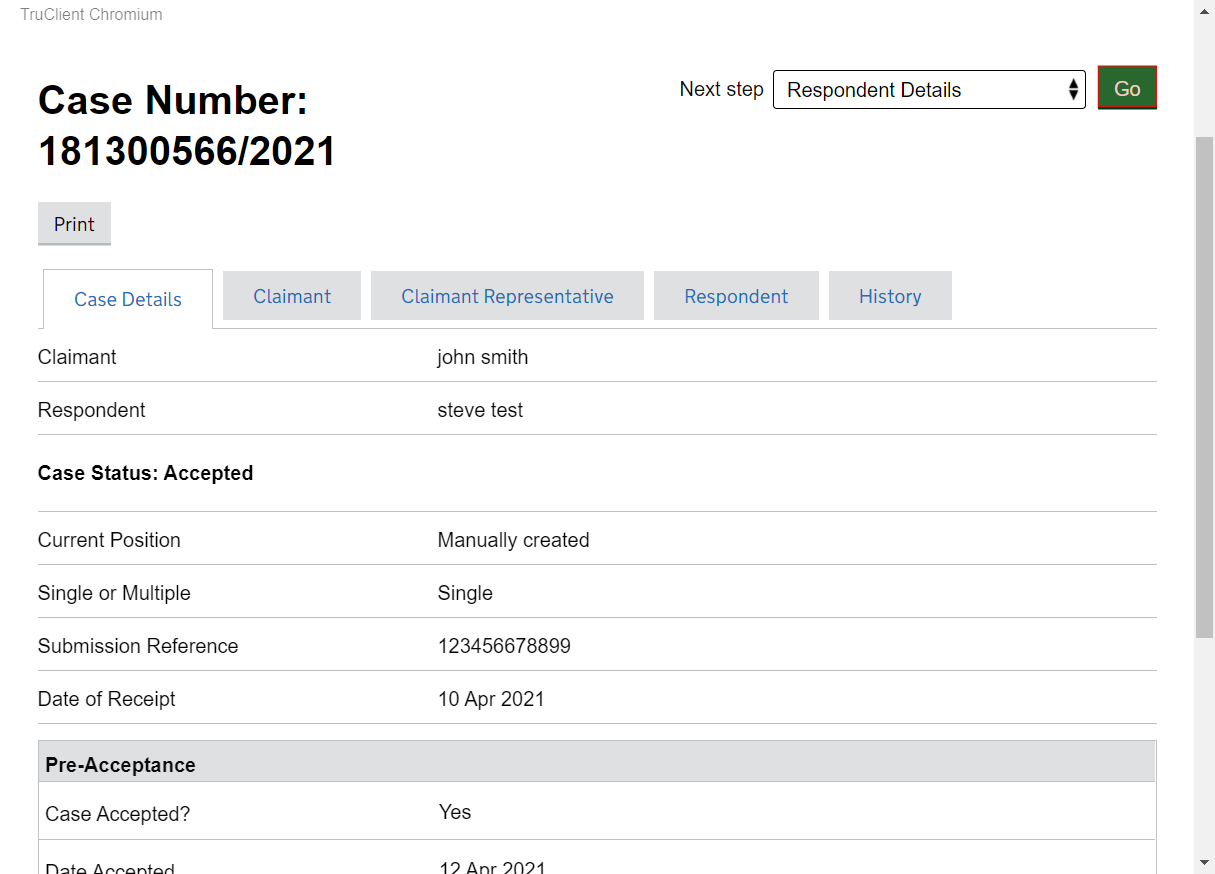 TruClient Chromium
Case Number:
181300566/2021
Next step Respondent Details Go
Print
Case Details Claimant Claimant Representative Respondent History
Claimant john smith
Respondent steve test
Case Status: Accepted
Current Position Manually created
Single or Multiple Single
Submission Reference 123456678899
Date of Receipt 10 Apr 2021
Pre-Acceptance
Case Accepted? Yes
Date Accepted 12 Apr 2021